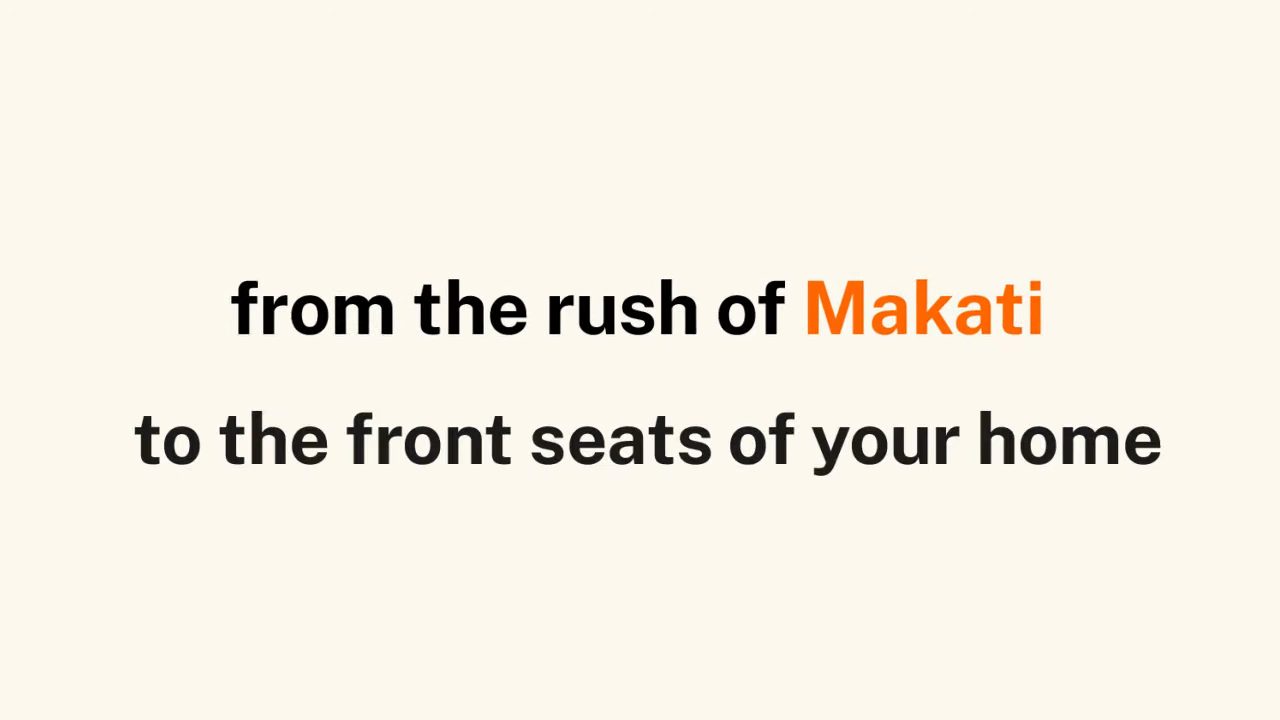 from the rush of Makati
to the front seats of your home